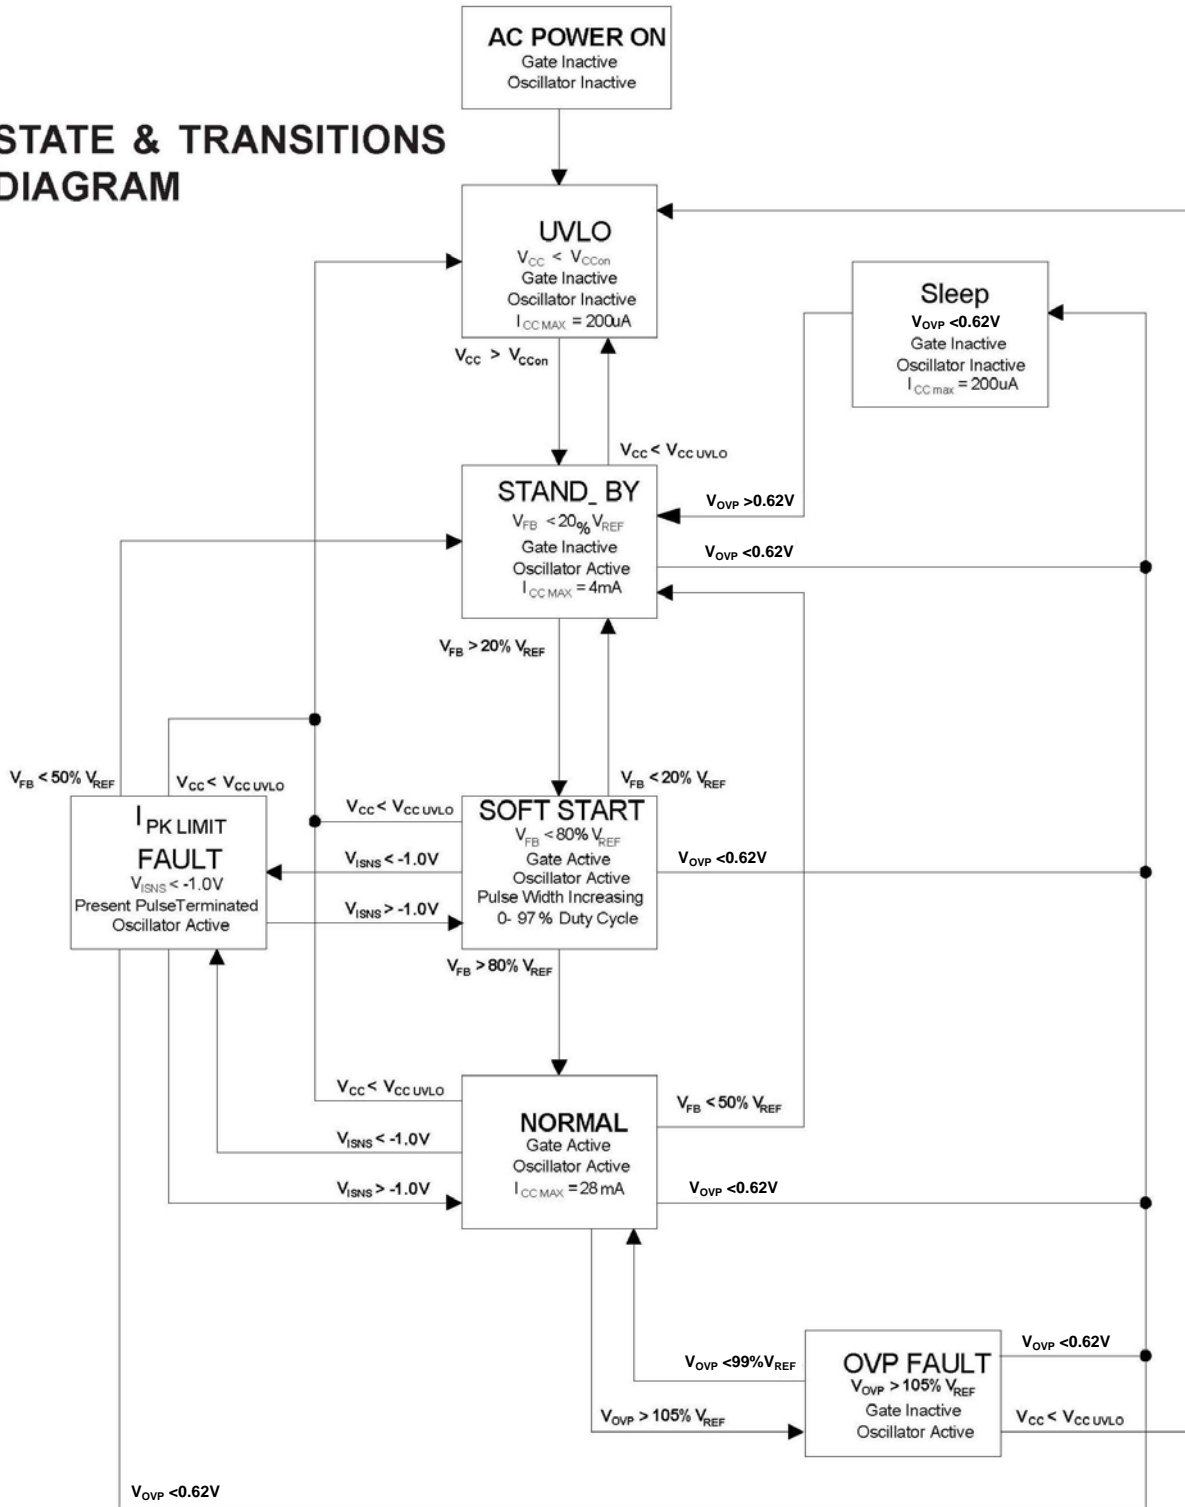 AC POWER ON
Gate Inactive
Oscillator Inactive
STATE & TRANSITIONS
DIAGRAM
UVLO
VCC < VCCon
Gate Inactive
Oscillator Inactive
ICC MAX = 200uA
Sleep
VOVP <0.62V
Gate Inactive
Oscillator Inactive
ICC max = 200uA
VCC > VCCon
VCC < VCC UVLO
STAND_ BY
VFB <20% VREF
Gate Inactive
Oscillator Active
ICC MAX = 4mA
VOVP >0.62V
VOVP <0.62V
VFB > 20% VREF
VFB < 50% VREF
VCC < VCC UVLO
VFB < 20% VREF
IPK LIMIT
FAULT
VISNS < -1.0V
Present PulseTerminated
Oscillator Active
VCC < VCC UVLO
VISNS < -1.0V
VISNS > -1.0V
SOFT START
VFB < 80% VREF
Gate Active
Oscillator Active
Pulse Width Increasing
0- 97 % Duty Cycle
VOVP <0.62V
VFB > 80% VREF
VCC < VCC UVLO
VISNS < -1.0V
VISNS > -1.0V
NORMAL
Gate Active
Oscillator Active
ICC MAX = 28 mA
VFB < 50% VREF
VOVP <0.62V
VOVP <99%VREF
VOVP > 105% VREF
OVP FAULT
VOVP > 105% VREF
Gate Inactive
Oscillator Active
VOVP <0.62V
VCC < VCC UVLO
VOVP <0.62V